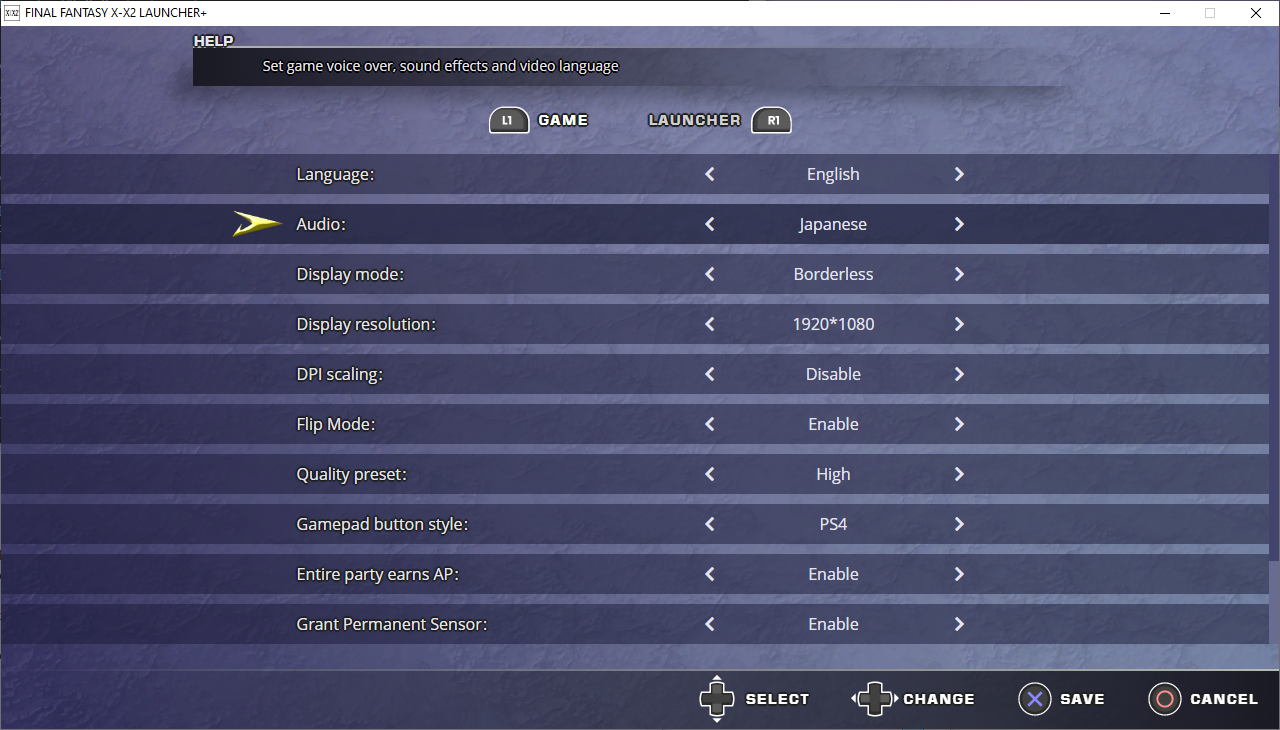 X-X2 FINAL FANTASY X-X2 LAUNCHER+
HELP
Set game voice over, sound effects and video language
L1 GAME LAUNCHER R1
Language: English
Audio: Japanese
Display mode: Borderless
Display resolution: 1920*1080
DPI scaling: Disable
Flip Mode: Enable
Quality preset: High
Gamepad button style: PS4
Entire party earns AP: Enable
Grant Permanent Sensor: Enable
SELECT CHANGE SAVE CANCEL